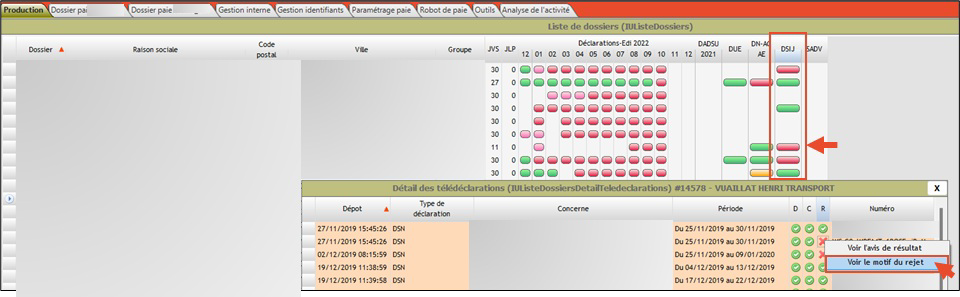 Production Dossier pa Dossier paie Gestion interne Gestion identifiants Paramétrage paie Robot de paie Outils Analyse de l'activité
Liste de dossiers (IUListeDossiers)
Dossier Raison sociale Code postal Ville Groupe JVS JLP Déclarations-Edi 2022 DADSU 2021 DUE DN-AC AE DSIJ SADV
12 01 02 03 04 05 06 07 08 09 10 11 12
30 0
27 0
30 0
30 0
30 0
11 0
30 0
30 0
Détail des télédéclarations (IUListeDossiersDetailTeledeclarations) #14578 - VUAILLAT HENRI TRANSPORT X
Dépôt Type de déclaration Concerne Période D C R Numéro
27/11/2019 15:45:26 DSN Du 25/11/2019 au 30/11/2019
27/11/2019 15:45:26 DSN Du 25/11/2019 au 30/11/2019
02/12/2019 08:15:59 DSN Du 25/11/2019 au 09/01/2020
19/12/2019 11:38:59 DSN Du 04/12/2019 au 13/12/2019
19/12/2019 11:39:58 DSN Du 17/12/2019 au 22/12/2019
Voir l'avis de résultat
Voir le motif du rejet